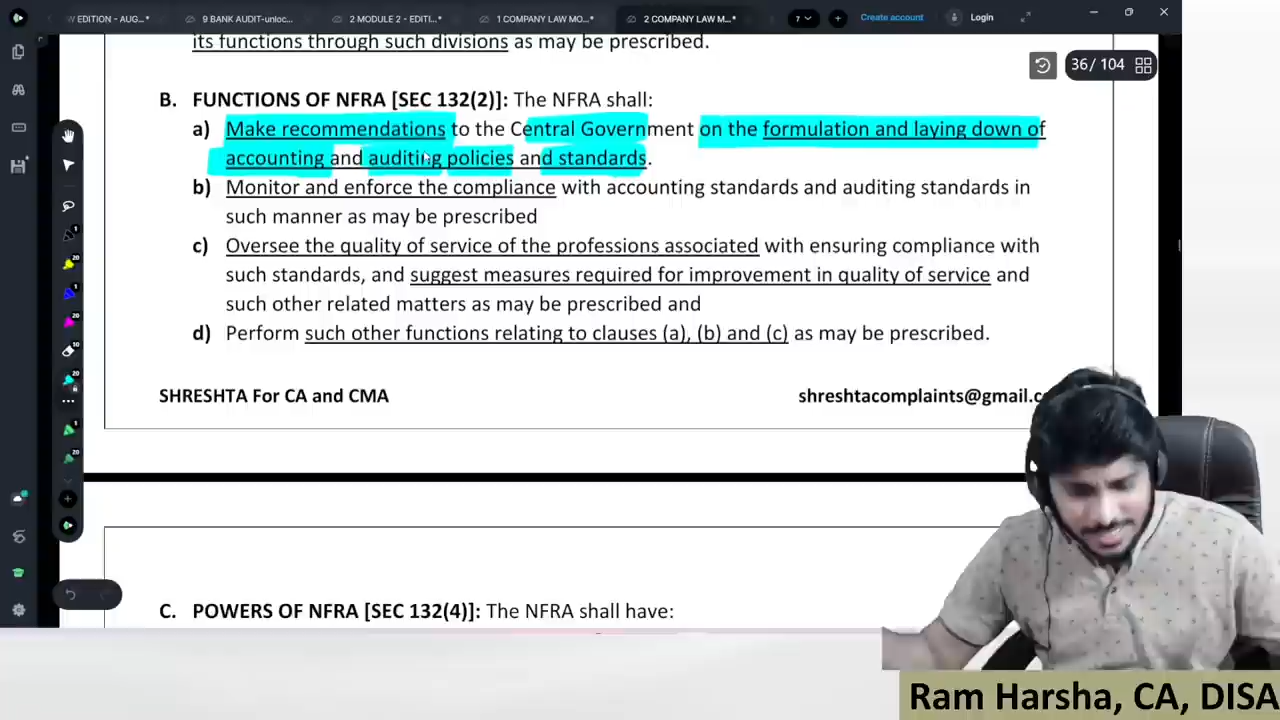 W EDITION - AUG...*
9 BANK AUDIT-unloc...
2 MODULE 2 - EDITI...*
1 COMPANY LAW MO...*
2 COMPANY LAW M...*
7
Create account
Login
36 / 104
its functions through such divisions as may be prescribed.
B. FUNCTIONS OF NFRA [SEC 132(2)]: The NFRA shall:
a) Make recommendations to the Central Government on the formulation and laying down of
accounting and auditing policies and standards.
b) Monitor and enforce the compliance with accounting standards and auditing standards in
such manner as may be prescribed
c) Oversee the quality of service of the professions associated with ensuring compliance with
such standards, and suggest measures required for improvement in quality of service and
such other related matters as may be prescribed and
d) Perform such other functions relating to clauses (a), (b) and (c) as may be prescribed.
SHRESHTA For CA and CMA
shreshtacomplaints@gmail.c
C. POWERS OF NFRA [SEC 132(4)]: The NFRA shall have:
Ram Harsha, CA, DISA